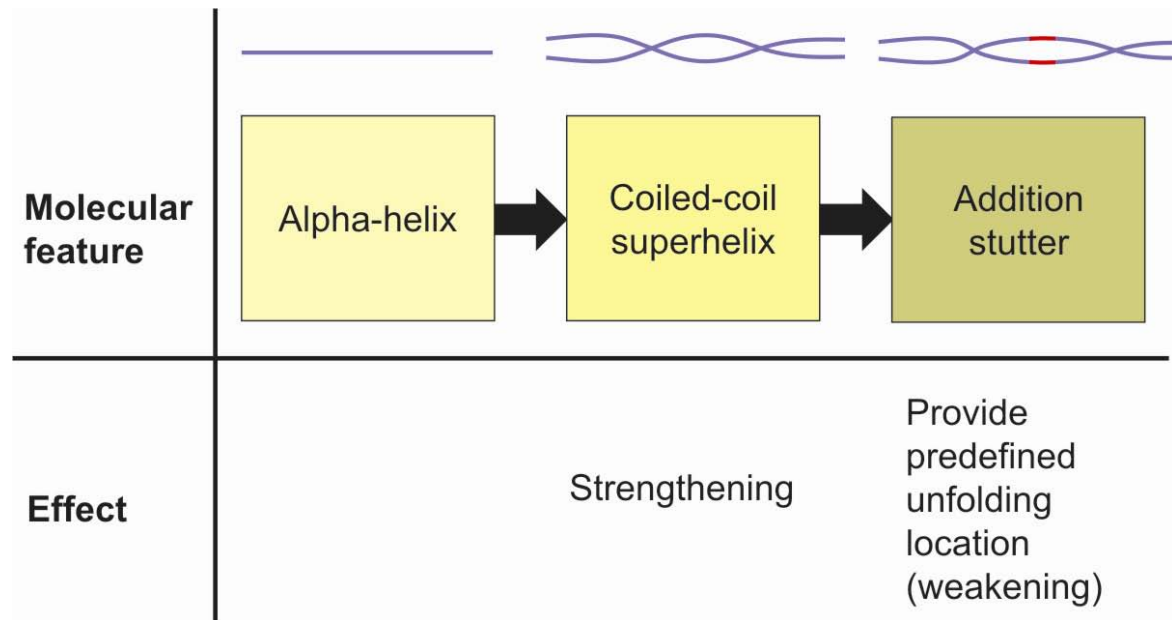 Molecular
feature
Alpha-helix
Coiled-coil
superhelix
Addition
stutter
Effect
Strengthening
Provide
predefined
unfolding
location
(weakening)